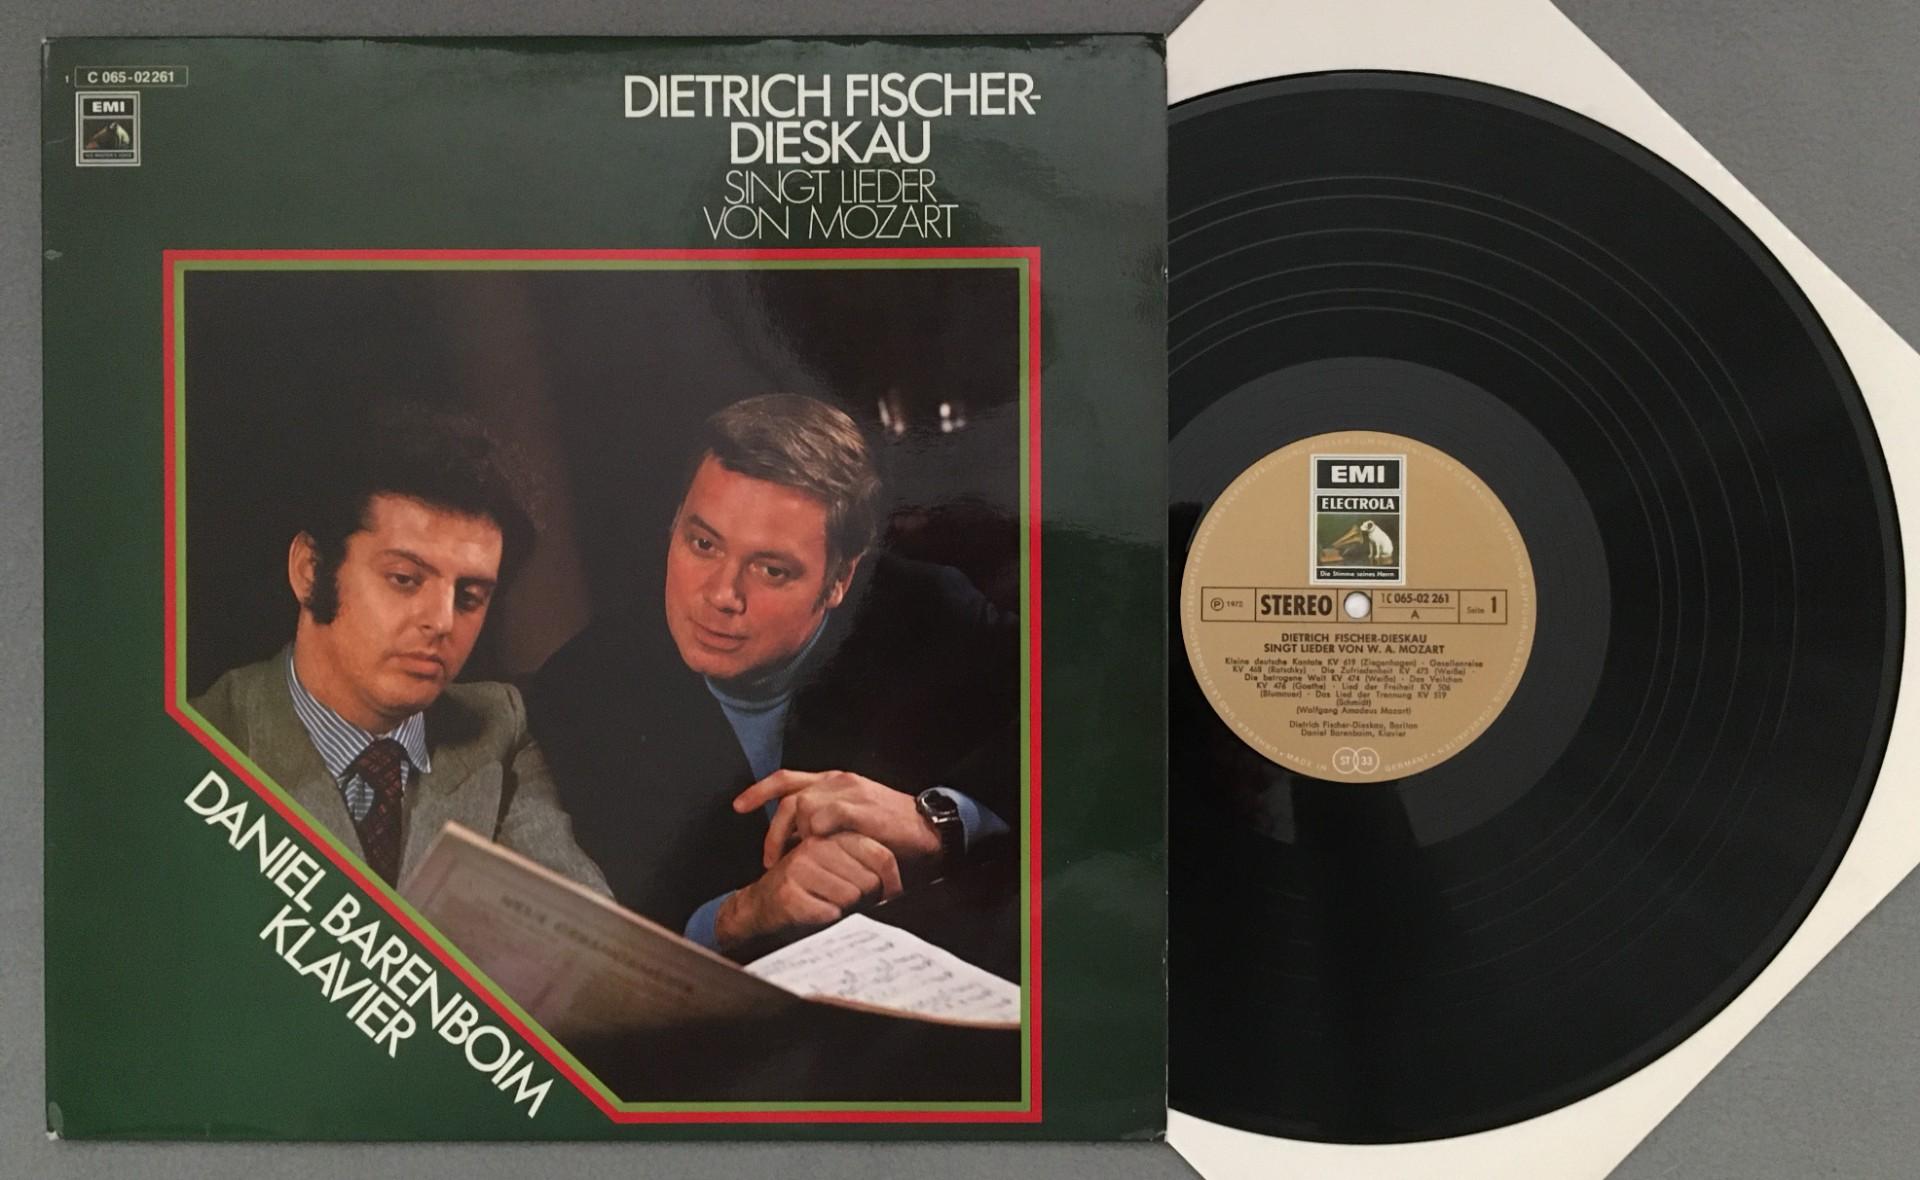 1 C 065-02261
EMI
HIS MASTER'S VOICE
DIETRICH FISCHER-
DIESKAU
SINGT LIEDER
VON MOZART
DANIEL BARENBOIM
KLAVIER
EMI
ELECTROLA
Die Stimme seines Herrn
Ⓟ 1972
STEREO
1C 065-02 261
A
Seite 1
DIETRICH FISCHER-DIESKAU
SINGT LIEDER VON W. A. MOZART
Kleine deutsche Kantate KV 619 (Ziegenhagen) · Gesellenreise
KV 468 (Ratschky) · Die Zufriedenheit KV 473 (Weiße) ·
Die betrogene Welt KV 474 (Weiße) · Das Veilchen
KV 476 (Goethe) · Lied der Freiheit KV 506
(Blumauer) · Das Lied der Trennung KV 519
(Schmidt)
(Wolfgang Amadeus Mozart)
Dietrich Fischer-Dieskau, Bariton
Daniel Barenboim, Klavier
ST 33
MADE IN GERMANY